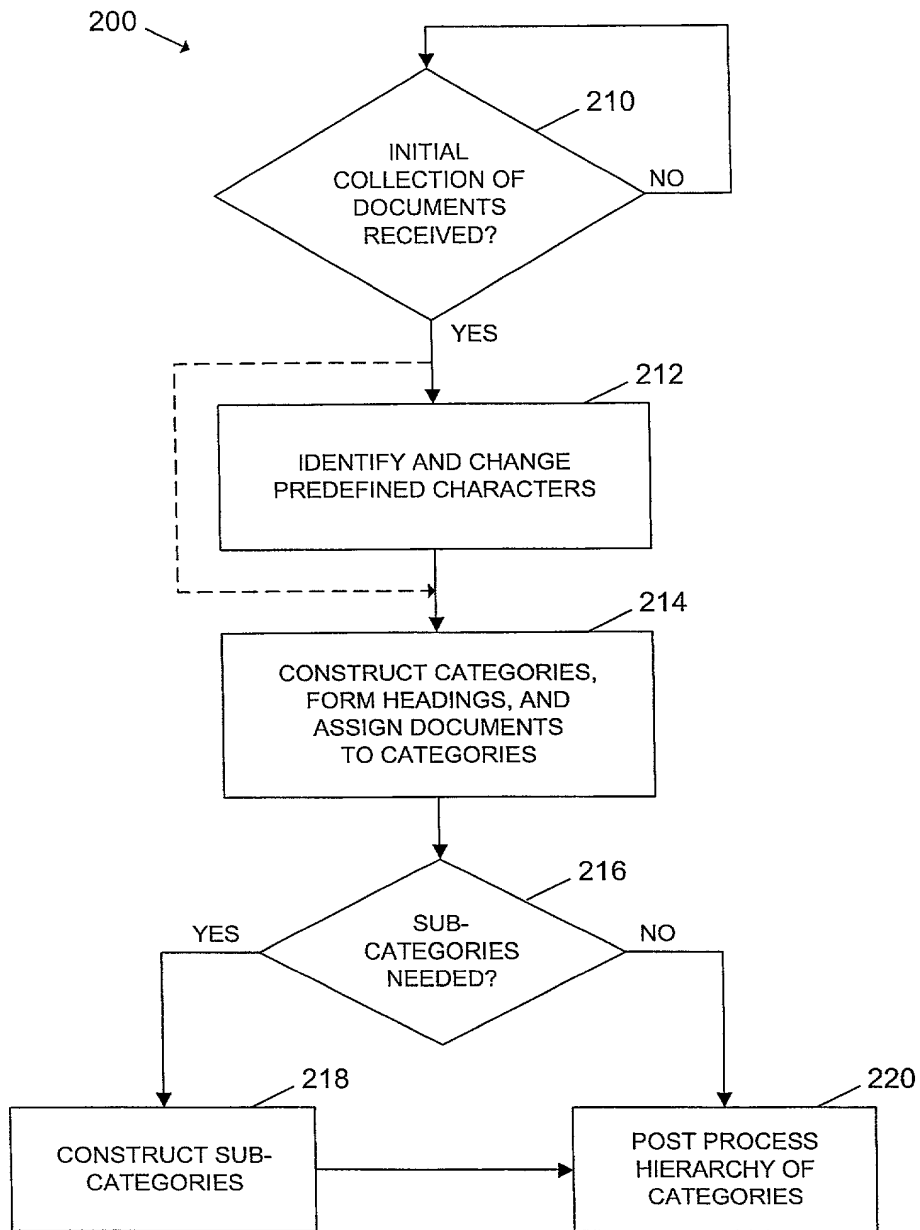 200
210
INITIAL
COLLECTION OF
DOCUMENTS
RECEIVED?
NO
YES
212
IDENTIFY AND CHANGE
PREDEFINED CHARACTERS
214
CONSTRUCT CATEGORIES,
FORM HEADINGS, AND
ASSIGN DOCUMENTS
TO CATEGORIES
216
YES
SUB-
CATEGORIES
NEEDED?
NO
218
CONSTRUCT SUB-
CATEGORIES
220
POST PROCESS
HIERARCHY OF
CATEGORIES